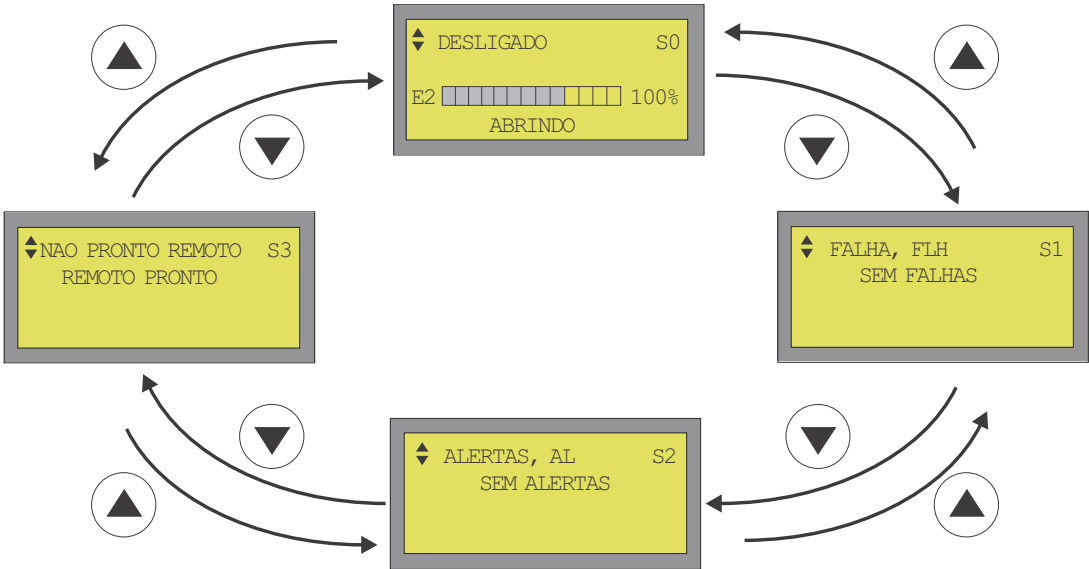 DESLIGADO S0
E2 100%
ABRINDO
NAO PRONTO REMOTO S3
REMOTO PRONTO
FALHA, FLH S1
SEM FALHAS
ALERTAS, AL S2
SEM ALERTAS